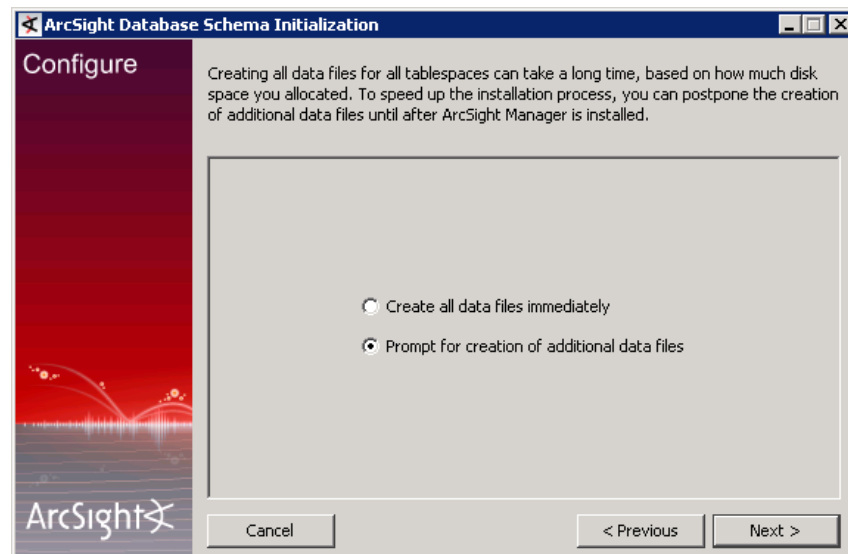 ArcSight Database Schema Initialization
Configure
Creating all data files for all tablespaces can take a long time, based on how much disk
space you allocated. To speed up the installation process, you can postpone the creation
of additional data files until after ArcSight Manager is installed.
Create all data files immediately
Prompt for creation of additional data files
ArcSight
Cancel
< Previous
Next >